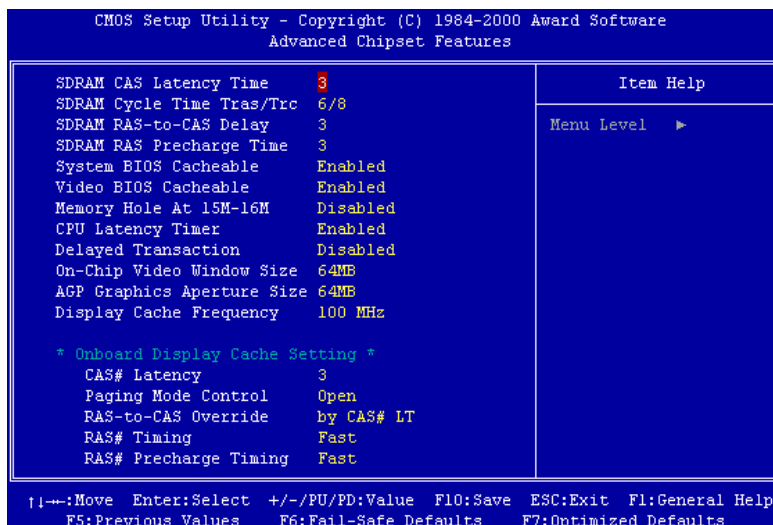 CMOS Setup Utility - Copyright (C) 1984-2000 Award Software
Advanced Chipset Features
SDRAM CAS Latency Time 3
SDRAM Cycle Time Tras/Trc 6/8
SDRAM RAS-to-CAS Delay 3
SDRAM RAS Precharge Time 3
System BIOS Cacheable Enabled
Video BIOS Cacheable Enabled
Memory Hole At 15M-16M Disabled
CPU Latency Timer Enabled
Delayed Transaction Disabled
On-Chip Video Window Size 64MB
AGP Graphics Aperture Size 64MB
Display Cache Frequency 100 MHz
* Onboard Display Cache Setting *
CAS# Latency 3
Paging Mode Control Open
RAS-to-CAS Override by CAS# LT
RAS# Timing Fast
RAS# Precharge Timing Fast
Item Help
Menu Level ►
↑↓→←:Move Enter:Select +/-/PU/PD:Value F10:Save ESC:Exit F1:General Help
F5:Previous Values F6:Fail-Safe Defaults F7:Optimized Defaults